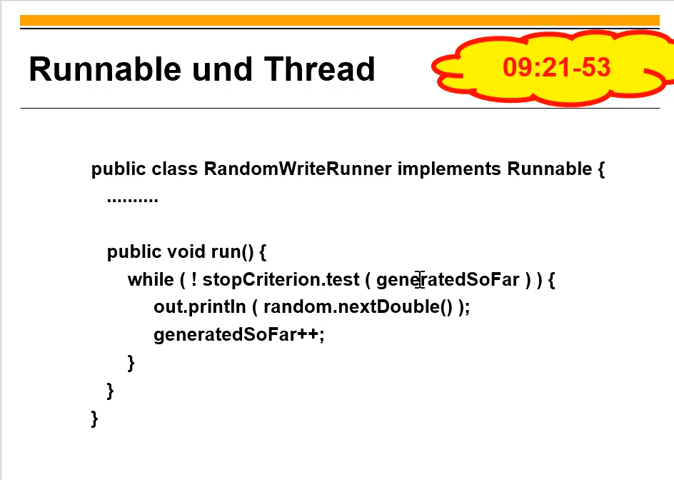 Runnable und Thread
09:21-53
public class RandomWriteRunner implements Runnable {
..........
public void run() {
while ( ! stopCriterion.test ( generatedSoFar ) ) {
out.println ( random.nextDouble() );
generatedSoFar++;
}
}
}